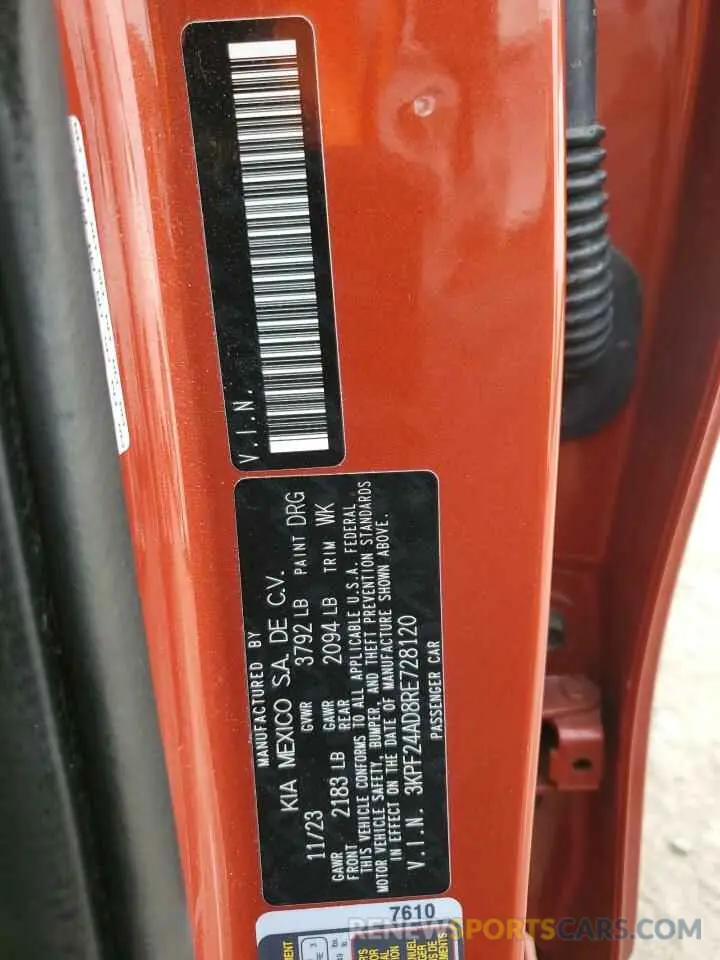 V.I.N.
MANUFACTURED BY
KIA MEXICO S.A. DE C.V.
11/23 GVWR 3792 LB PAINT DRG
GAWR FRONT 2183 LB GAWR REAR 2094 LB TRIM WK
THIS VEHICLE CONFORMS TO ALL APPLICABLE U.S.A. FEDERAL
MOTOR VEHICLE SAFETY, BUMPER, AND THEFT PREVENTION STANDARDS
IN EFFECT ON THE DATE OF MANUFACTURE SHOWN ABOVE.
V.I.N. 3KPF24AD8RE728120
PASSENGER CAR
7610
RENEWSPORTSCARS.COM